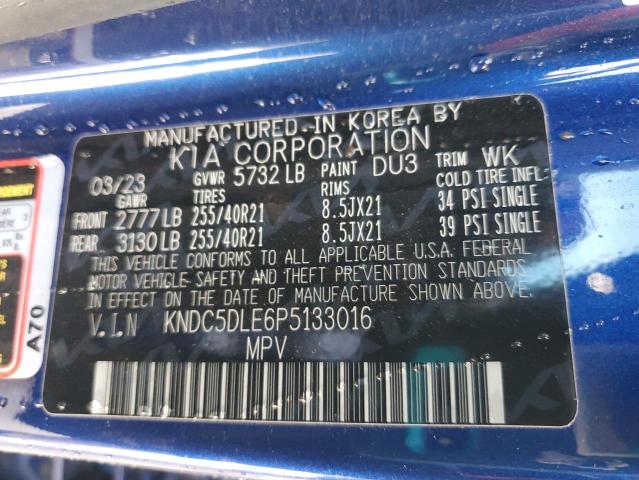 MANUFACTURED IN KOREA BY
KIA CORPORATION
03/23 GVWR 5732 LB PAINT DU3 TRIM WK
GAWR TIRES RIMS COLD TIRE INFL
FRONT 2777 LB 255/40R21 8.5JX21 34 PSI SINGLE
REAR 3130 LB 255/40R21 8.5JX21 39 PSI SINGLE
THIS VEHICLE CONFORMS TO ALL APPLICABLE U.S.A. FEDERAL
MOTOR VEHICLE SAFETY AND THEFT PREVENTION STANDARDS
IN EFFECT ON THE DATE OF MANUFACTURE SHOWN ABOVE.
V.I.N KNDC5DLE6P5133016
MPV
A70